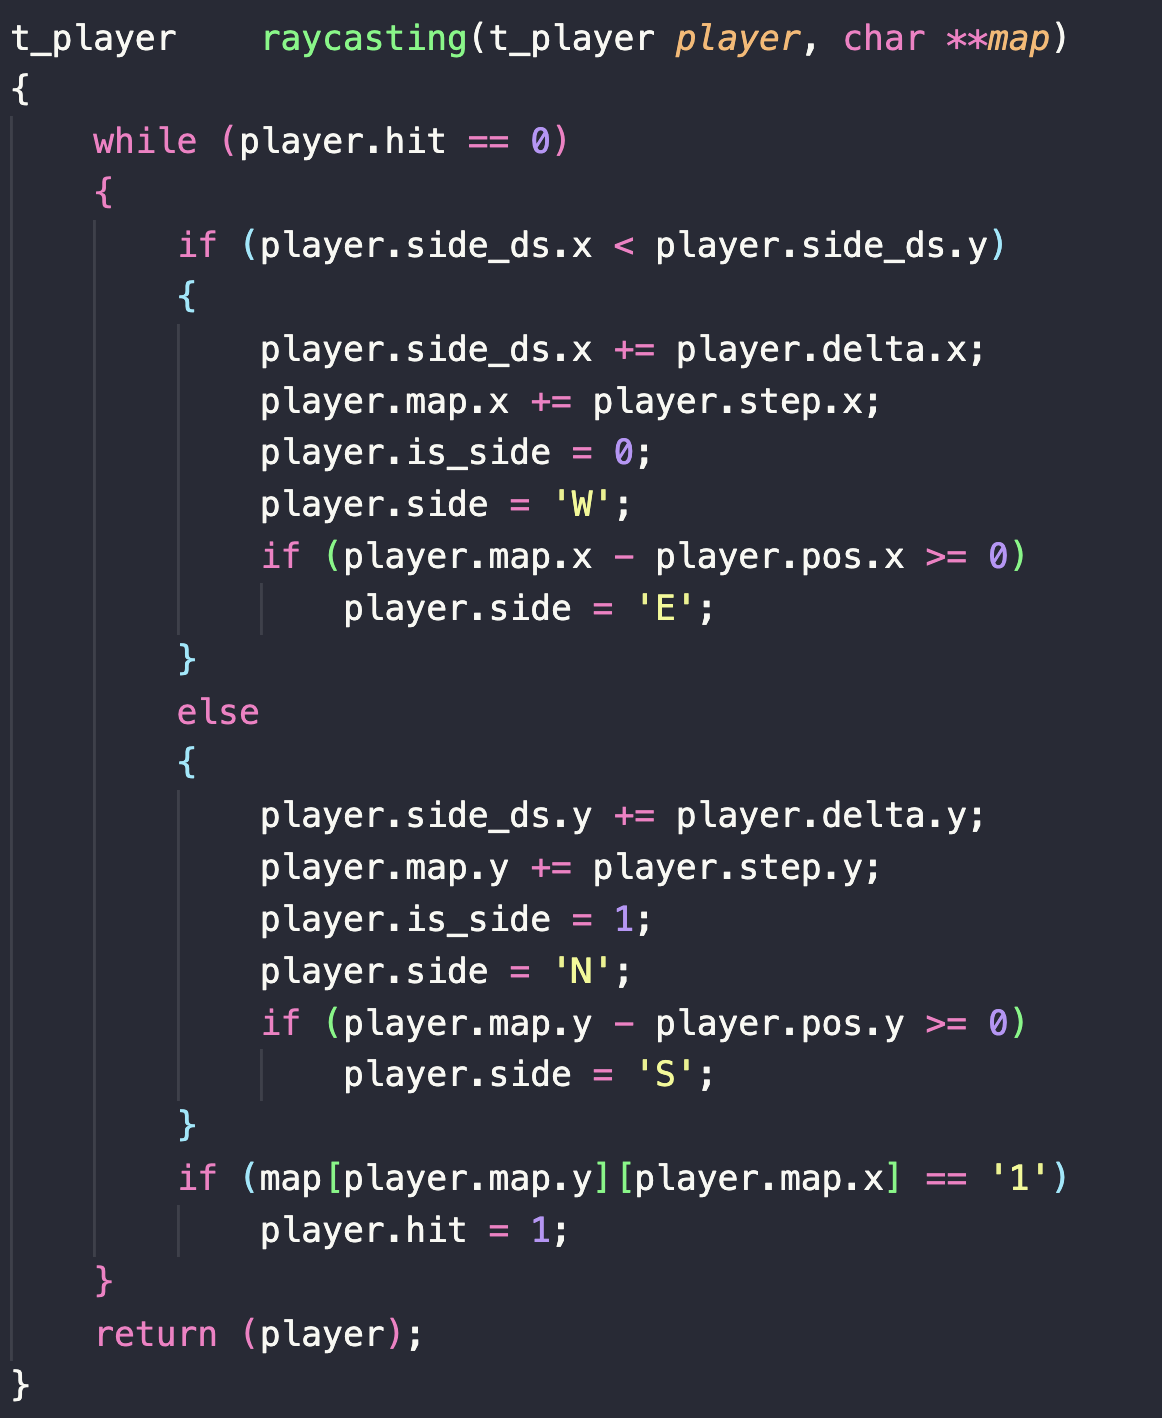 t_player    raycasting(t_player player, char **map)
{
    while (player.hit == 0)
    {
        if (player.side_ds.x < player.side_ds.y)
        {
            player.side_ds.x += player.delta.x;
            player.map.x += player.step.x;
            player.is_side = 0;
            player.side = 'W';
            if (player.map.x - player.pos.x >= 0)
                player.side = 'E';
        }
        else
        {
            player.side_ds.y += player.delta.y;
            player.map.y += player.step.y;
            player.is_side = 1;
            player.side = 'N';
            if (player.map.y - player.pos.y >= 0)
                player.side = 'S';
        }
        if (map[player.map.y][player.map.x] == '1')
            player.hit = 1;
    }
    return (player);
}